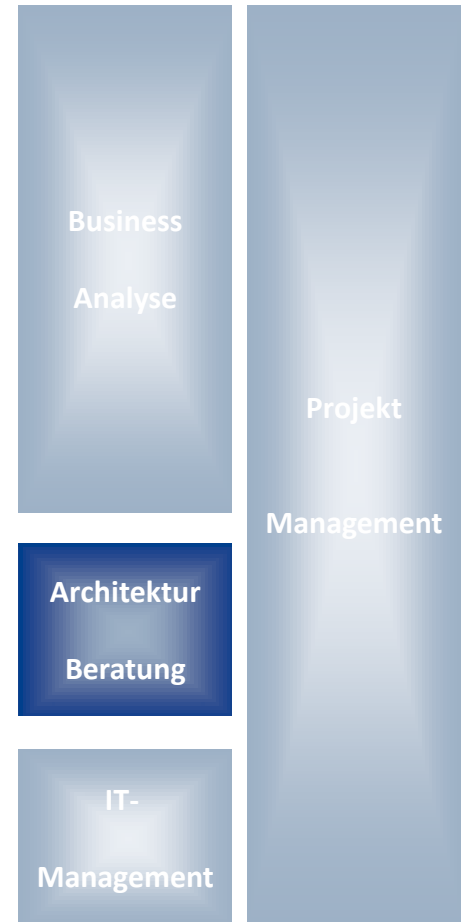 Business
Analyse
Projekt
Management
Architektur
Beratung
IT-
Management